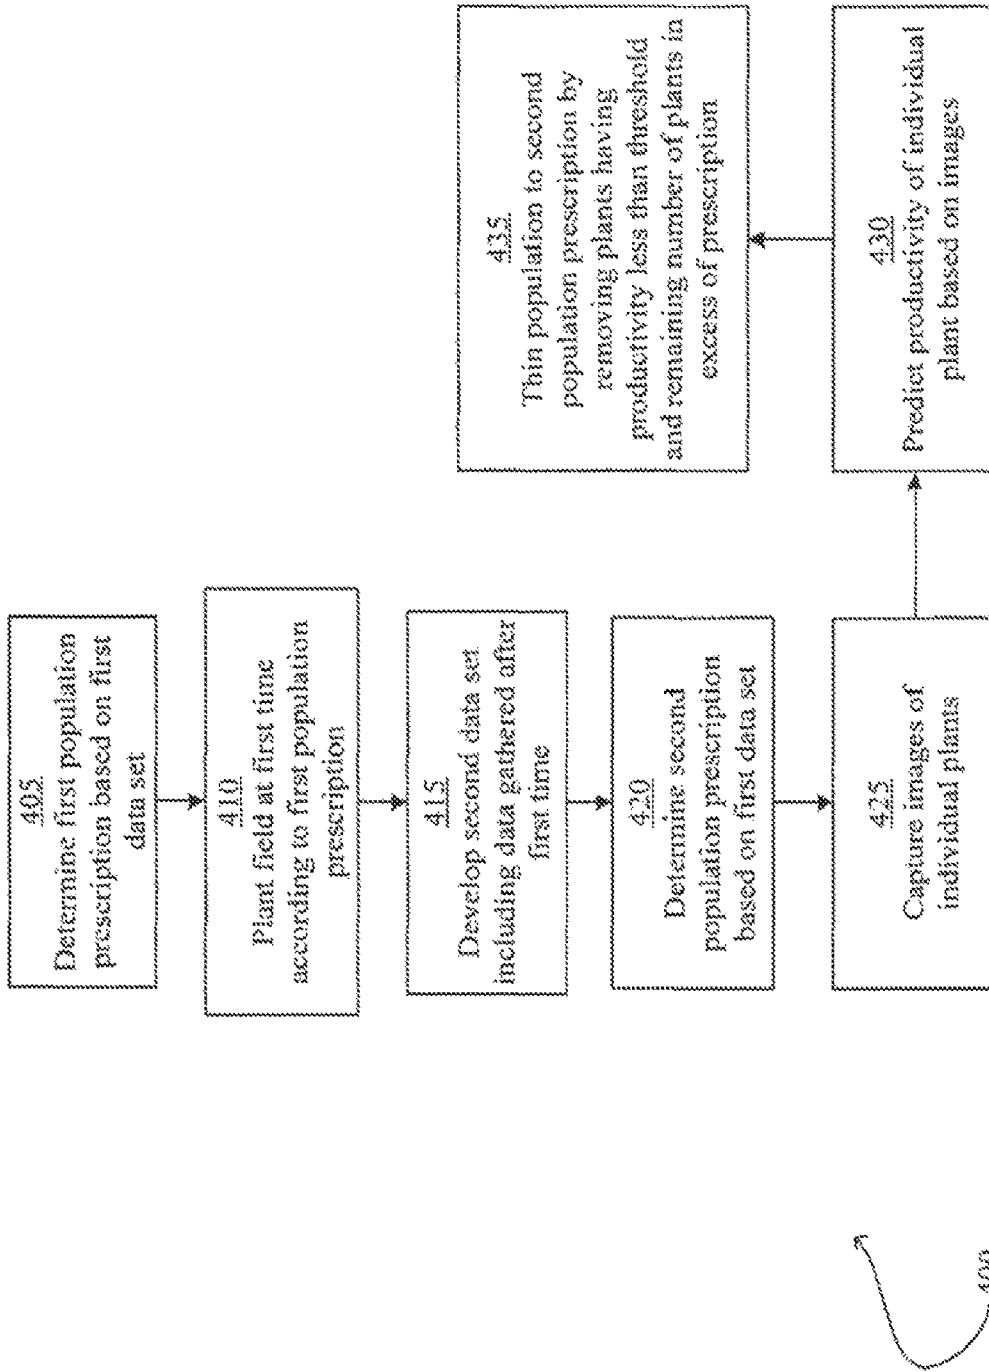 405
Determine first population
prescription based on first
data set
410
Plant field at first time
according to first population
prescription
415
Develop second data set
including data gathered after
first time
420
Determine second
population prescription
based on first data set
425
Capture images of
individual plants
430
Predict productivity of individual
plant based on images
435
Thin population to second
population prescription by
removing plants having
productivity less than threshold
and remaining number of plants in
excess of prescription
400